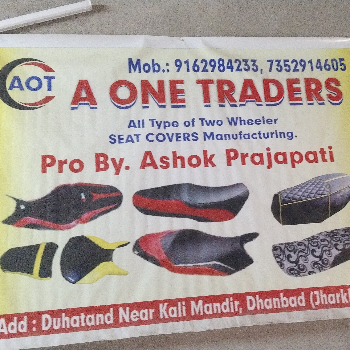 Mob.: 9162984233, 7352914605
AOT
A ONE TRADERS
All Type of Two Wheeler
SEAT COVERS Manufacturing.
Pro By. Ashok Prajapati
Add : Duhatand Near Kali Mandir, Dhanbad (Jhark